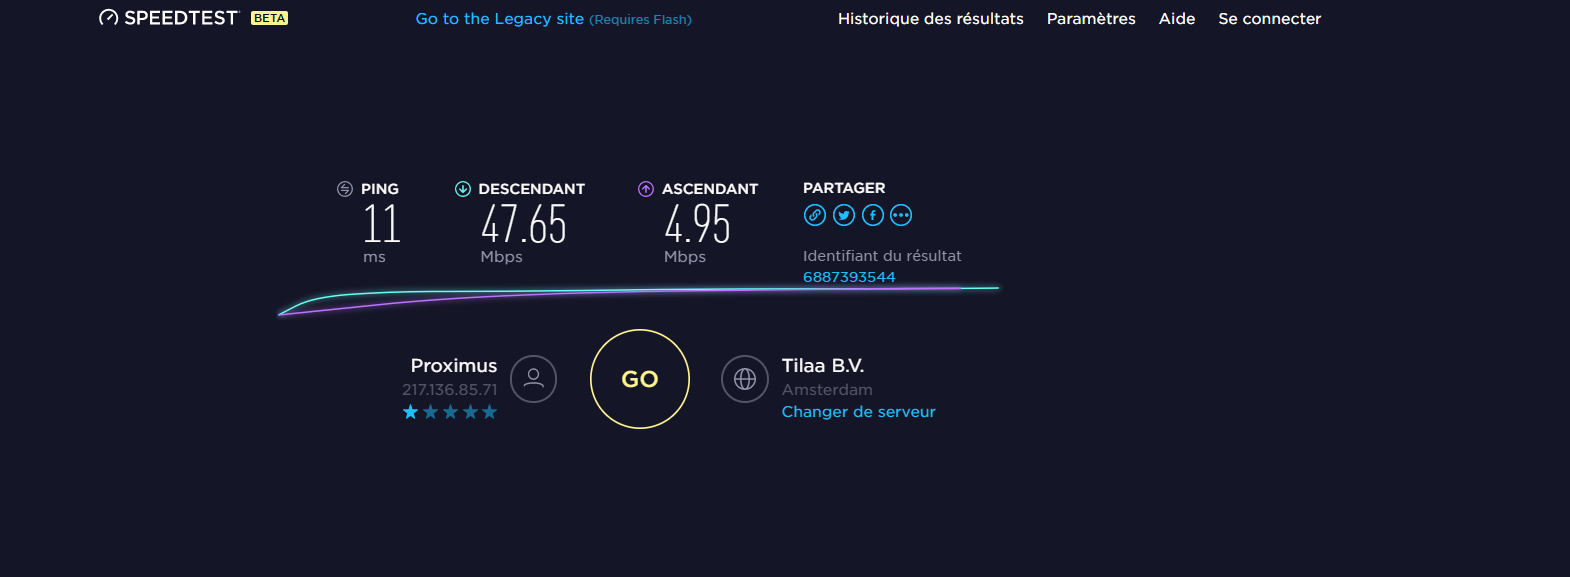 SPEEDTEST BETA
Go to the Legacy site (Requires Flash)
Historique des résultats Paramètres Aide Se connecter
PING
11
ms
DESCENDANT
47.65
Mbps
ASCENDANT
4.95
Mbps
PARTAGER
Identifiant du résultat
6887393544
Proximus
217.136.85.71
GO
Tilaa B.V.
Amsterdam
Changer de serveur